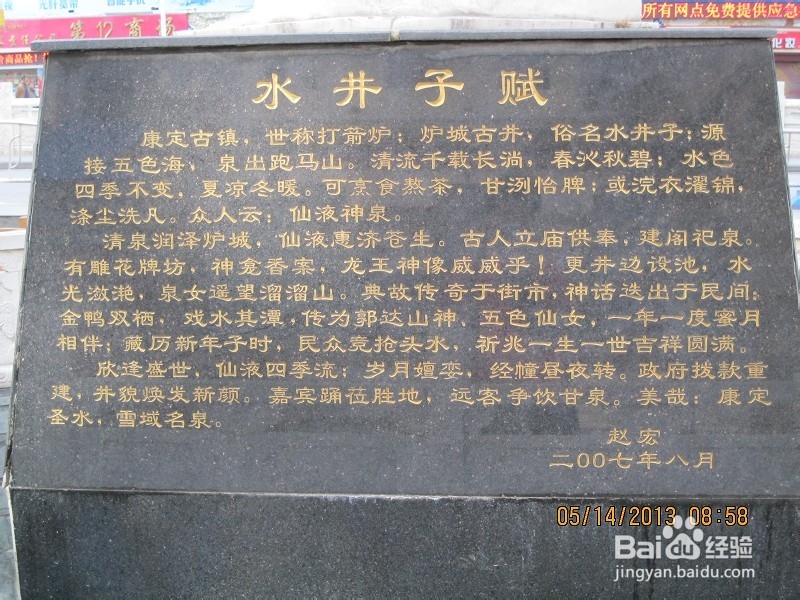 第12商场
所有网点免费提供应急
水井子赋
康定古镇，世称打箭炉；炉城古井，俗名水井子；源
接五色海，泉出跑马山。清流千载长淌，春沁秋碧；水色
四季不变，夏凉冬暖。可烹食熬茶，甘洌怡脾；或浣衣濯锦，
涤尘洗凡。众人云：仙液神泉。
清泉润泽炉城，仙液惠济苍生。古人立庙供奉，建阁祀泉。
有雕花牌坊，神龛香案，龙王神像威威乎！更井边设池，水
光潋滟，泉女遥望溜溜山。典故传奇于街市，神话迭出于民间：
金鸭双栖，戏水其潭，传为郭达山神、五色仙女，一年一度蜜月
相伴；藏历新年子时，民众竞抢头水，祈兆一生一世吉祥圆满。
欣逢盛世，仙液四季流；岁月嬗娈，经幢昼夜转。政府拨款重
建，井貌焕发新颜。嘉宾踊莅胜地，远客争饮甘泉。美哉：康定
圣水，雪域名泉。
赵宏
二00七年八月
05/14/2013 08:58
Baidu经验
jingyan.baidu.com